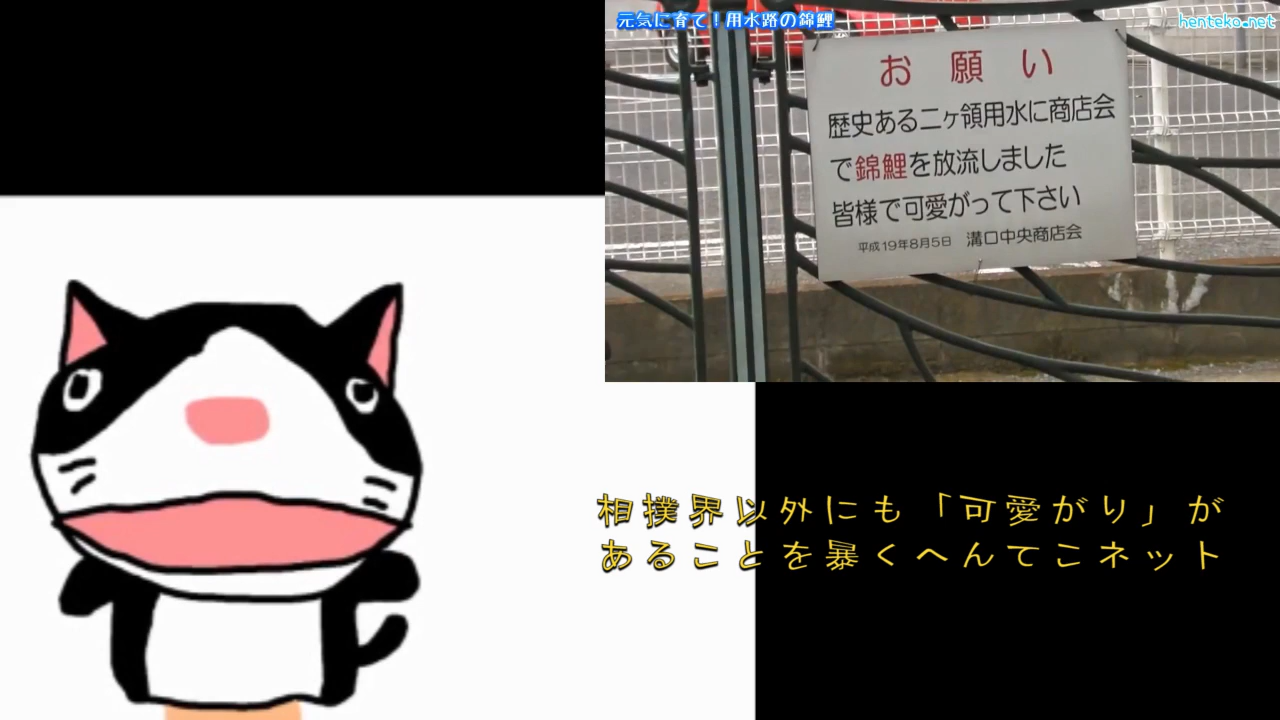 元気に育て！用水路の錦鯉
henteko.net
お願い
歴史ある二ヶ領用水に商店会
で錦鯉を放流しました
皆様で可愛がって下さい
平成19年8月5日 溝口中央商店会
相撲界以外にも「可愛がり」が
あることを暴くへんてこネット